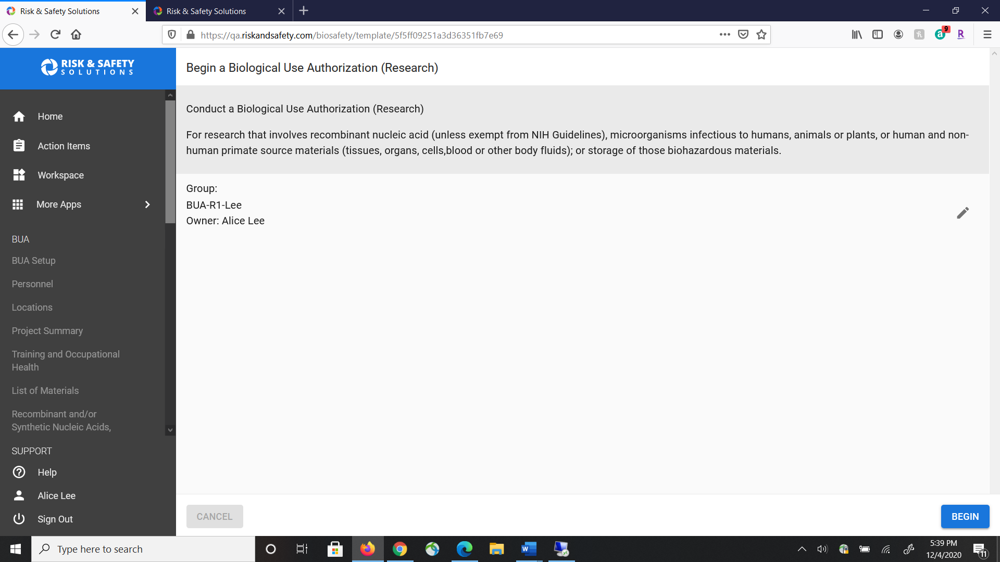 Risk & Safety Solutions
Risk & Safety Solutions
https://qa.riskandsafety.com/biosafety/template/5f5ff09251a3d36351fb7e69
9
RISK & SAFETY
SOLUTIONS
Home
Action Items
Workspace
More Apps
BUA
BUA Setup
Personnel
Locations
Project Summary
Training and Occupational
Health
List of Materials
Recombinant and/or
Synthetic Nucleic Acids,
SUPPORT
Help
Alice Lee
Sign Out
Begin a Biological Use Authorization (Research)
Conduct a Biological Use Authorization (Research)
For research that involves recombinant nucleic acid (unless exempt from NIH Guidelines), microorganisms infectious to humans, animals or plants, or human and non-
human primate source materials (tissues, organs, cells,blood or other body fluids); or storage of those biohazardous materials.
Group:
BUA-R1-Lee
Owner: Alice Lee
CANCEL
BEGIN
Type here to search
5:39 PM
12/4/2020
11